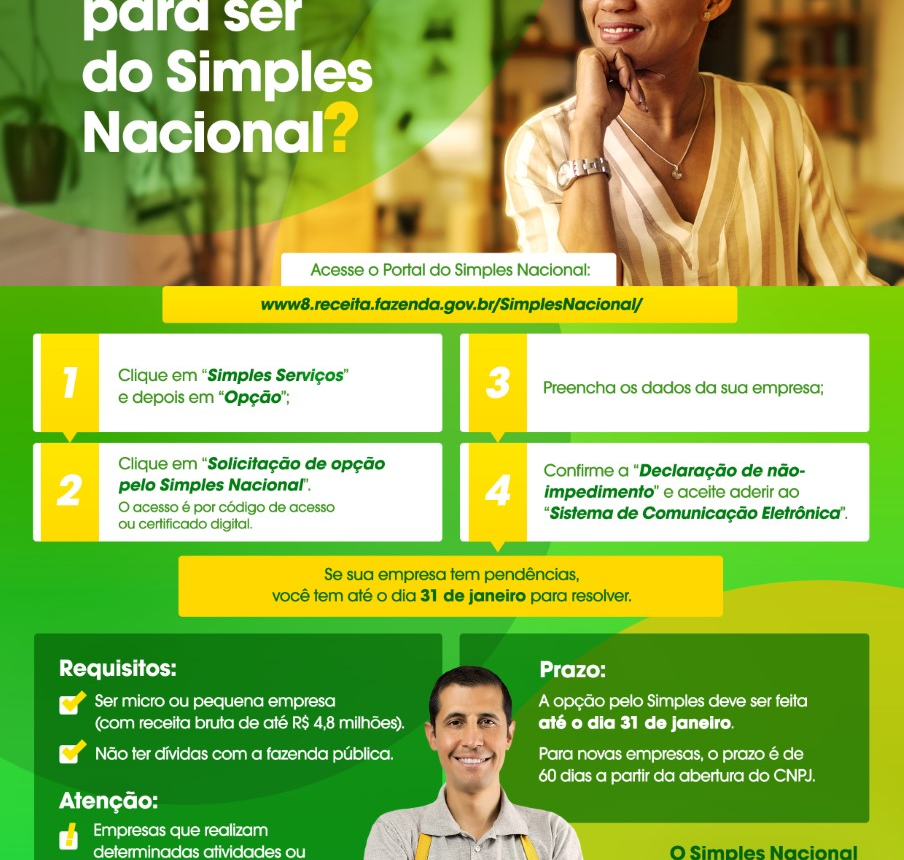 para ser
do Simples
Nacional?
Acesse o Portal do Simples Nacional:
www8.receita.fazenda.gov.br/SimplesNacional/
1
Clique em “Simples Serviços”
e depois em “Opção”;
2
Clique em “Solicitação de opção
pelo Simples Nacional”.
O acesso é por código de acesso
ou certificado digital.
3
Preencha os dados da sua empresa;
4
Confirme a “Declaração de não-
impedimento” e aceite aderir ao
“Sistema de Comunicação Eletrônica”.
Se sua empresa tem pendências,
você tem até o dia 31 de janeiro para resolver.
Requisitos:
Ser micro ou pequena empresa
(com receita bruta de até R$ 4,8 milhões).
Não ter dívidas com a fazenda pública.
Atenção:
Empresas que realizam
determinadas atividades ou
Prazo:
A opção pelo Simples deve ser feita
até o dia 31 de janeiro.
Para novas empresas, o prazo é de
60 dias a partir da abertura do CNPJ.
O Simples Nacional